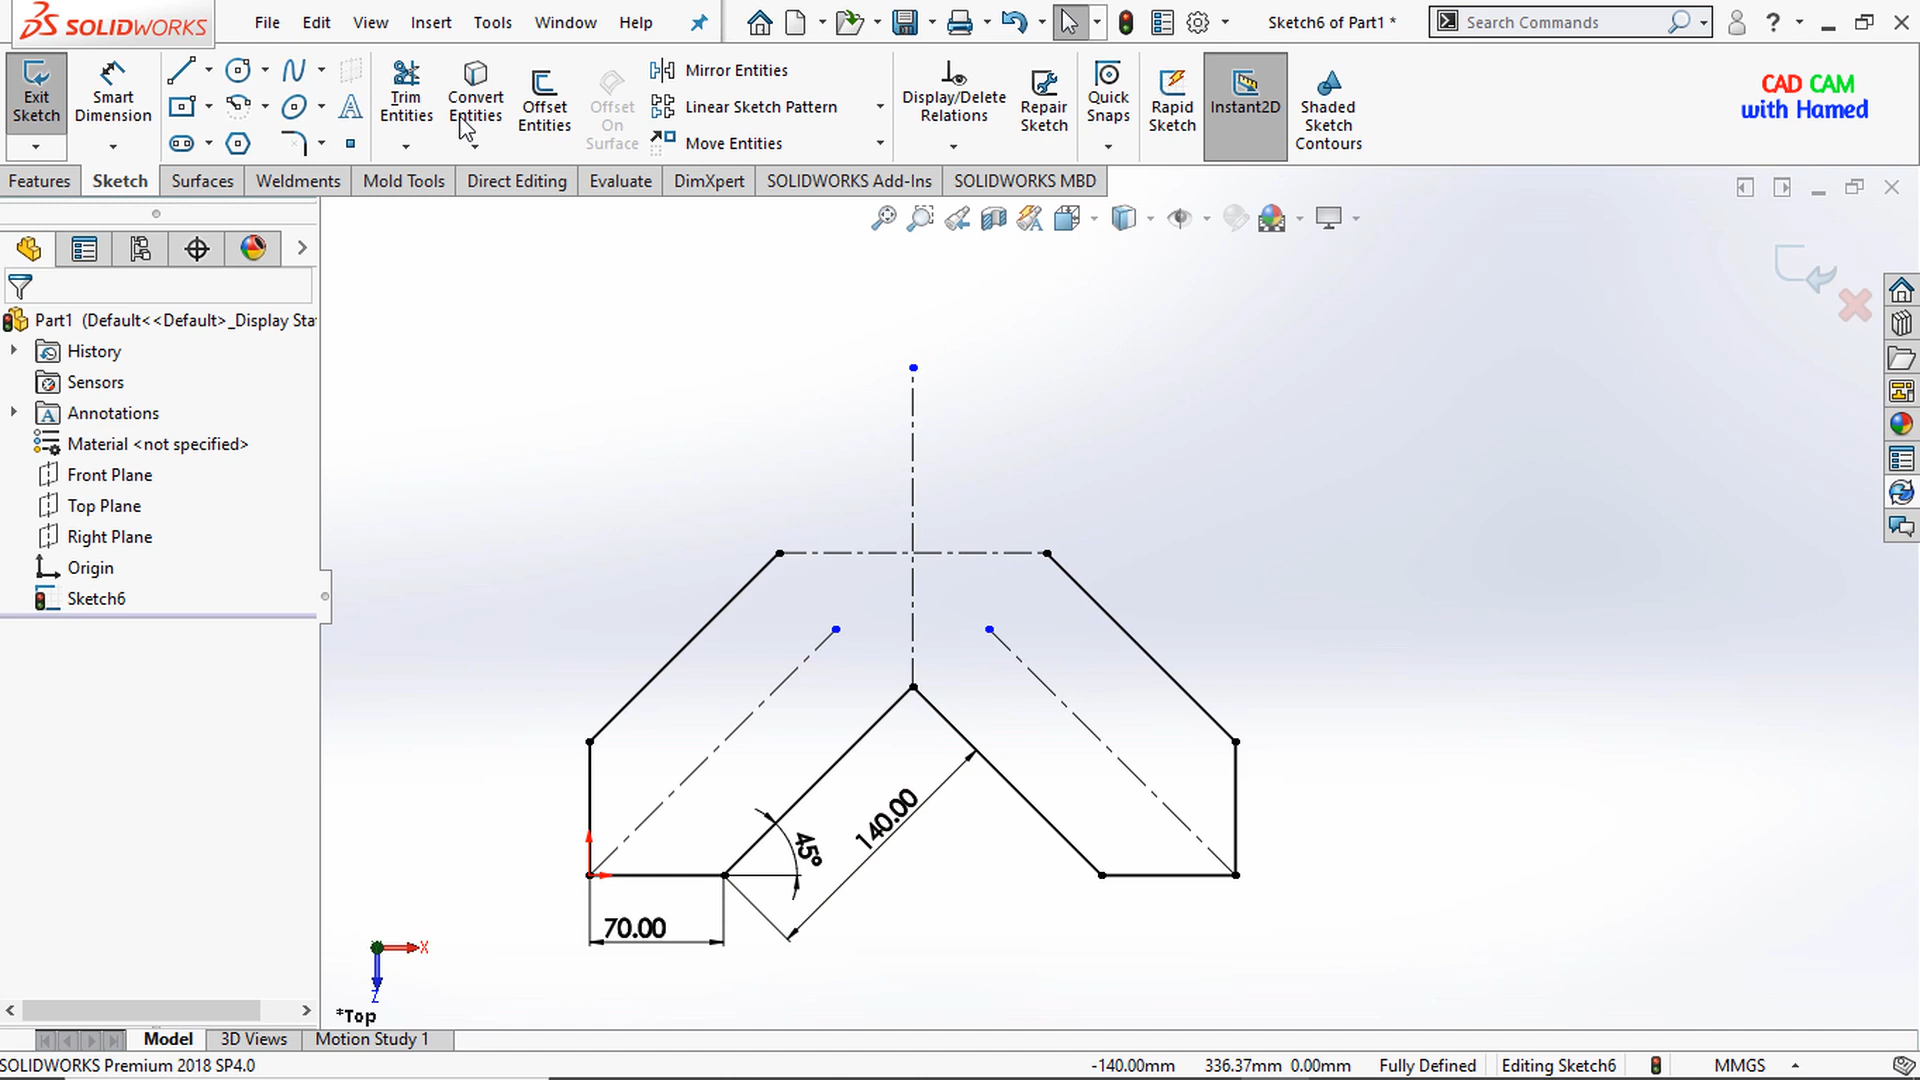 SOLIDWORKS File Edit View Insert Tools Window Help Sketch6 of Part1 * Search Commands ?
Exit Sketch
Smart Dimension
Trim Entities
Convert Entities
Offset Entities
Offset On Surface
Mirror Entities
Linear Sketch Pattern
Move Entities
Display/Delete Relations
Repair Sketch
Quick Snaps
Rapid Sketch
Instant2D
Shaded Sketch Contours
CAD CAM
with Hamed
Features Sketch Surfaces Weldments Mold Tools Direct Editing Evaluate DimXpert SOLIDWORKS Add-Ins SOLIDWORKS MBD
Part1 (Default<<Default>_Display Sta
History
Sensors
Annotations
Material <not specified>
Front Plane
Top Plane
Right Plane
Origin
Sketch6
45°
140.00
70.00
X
Z
*Top
Model 3D Views Motion Study 1
SOLIDWORKS Premium 2018 SP4.0 -140.00mm 336.37mm 0.00mm Fully Defined Editing Sketch6 MMGS